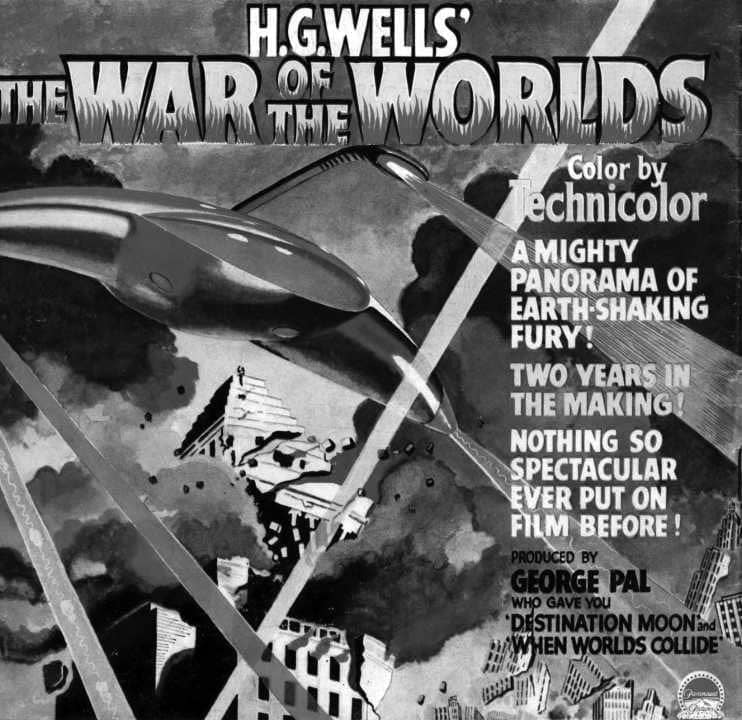 H.G.WELLS'
THE WAR OF THE WORLDS
Color by
Technicolor
A MIGHTY
PANORAMA OF
EARTH-SHAKING
FURY!
TWO YEARS IN
THE MAKING!
NOTHING SO
SPECTACULAR
EVER PUT ON
FILM BEFORE!
PRODUCED BY
GEORGE PAL
WHO GAVE YOU
'DESTINATION MOON' and
'WHEN WORLDS COLLIDE'
Paramount